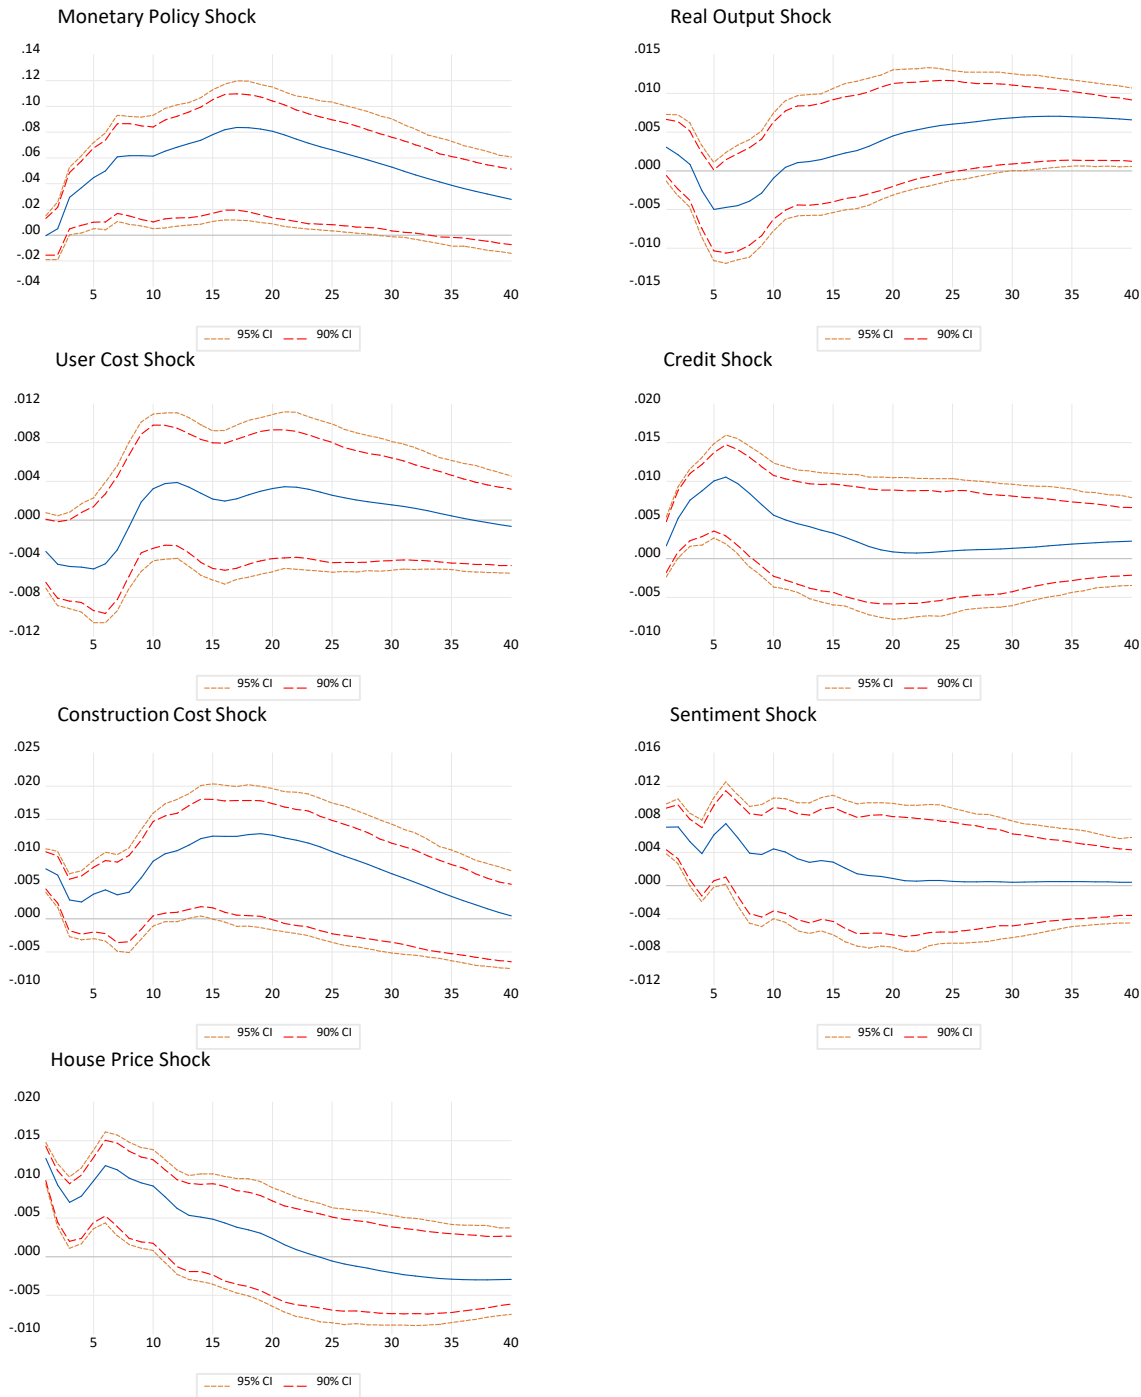 Monetary Policy Shock
.14
.12
.10
.08
.06
.04
.02
.00
-.02
-.04
5 10 15 20 25 30 35 40
95% CI 90% CI
Real Output Shock
.015
.010
.005
.000
-.005
-.010
-.015
5 10 15 20 25 30 35 40
95% CI 90% CI
User Cost Shock
.012
.008
.004
.000
-.004
-.008
-.012
5 10 15 20 25 30 35 40
95% CI 90% CI
Credit Shock
.020
.015
.010
.005
.000
-.005
-.010
5 10 15 20 25 30 35 40
95% CI 90% CI
Construction Cost Shock
.025
.020
.015
.010
.005
.000
-.005
-.010
5 10 15 20 25 30 35 40
95% CI 90% CI
Sentiment Shock
.016
.012
.008
.004
.000
-.004
-.008
-.012
5 10 15 20 25 30 35 40
95% CI 90% CI
House Price Shock
.020
.015
.010
.005
.000
-.005
-.010
5 10 15 20 25 30 35 40
95% CI 90% CI